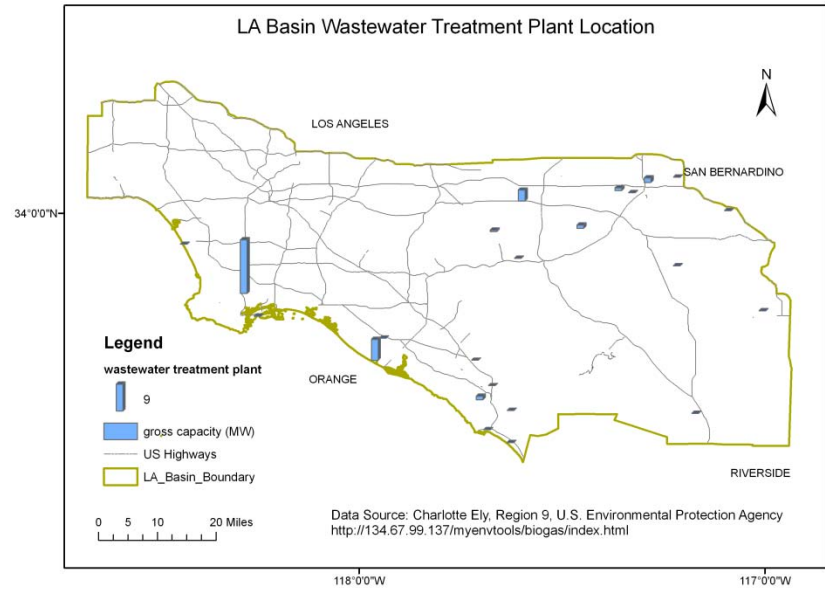 LA Basin Wastewater Treatment Plant Location
N
LOS ANGELES
SAN BERNARDINO
34°0'0"N
Legend
wastewater treatment plant
9
gross capacity (MW)
US Highways
LA_Basin_Boundary
ORANGE
RIVERSIDE
0 5 10 20 Miles
Data Source: Charlotte Ely, Region 9, U.S. Environmental Protection Agency
http://134.67.99.137/myenvtools/biogas/index.html
118°0'0"W
117°0'0"W